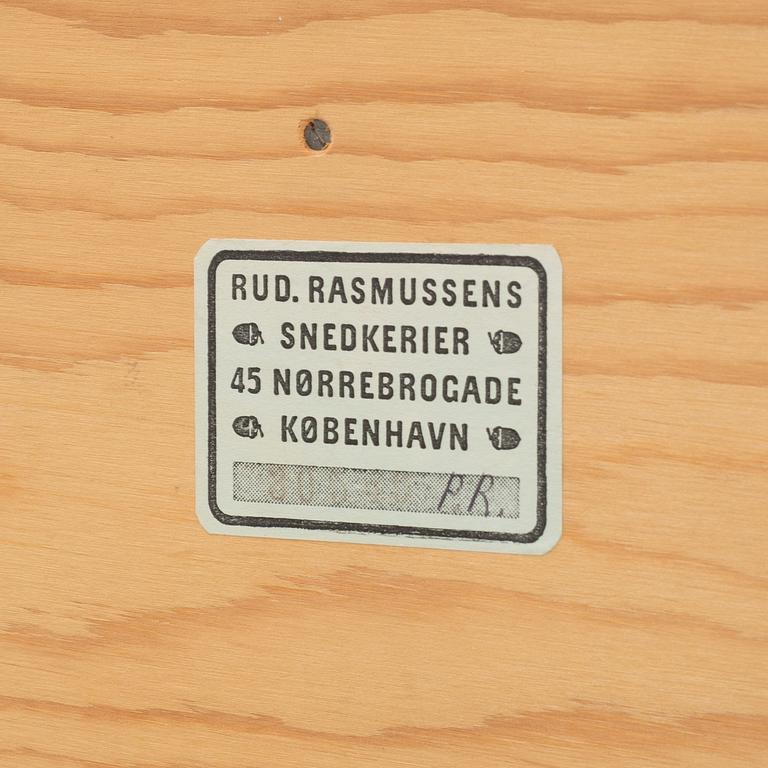 RUD. RASMUSSENS
SNEDKERIER
45 NØRREBROGADE
KØBENHAVN
P.R.